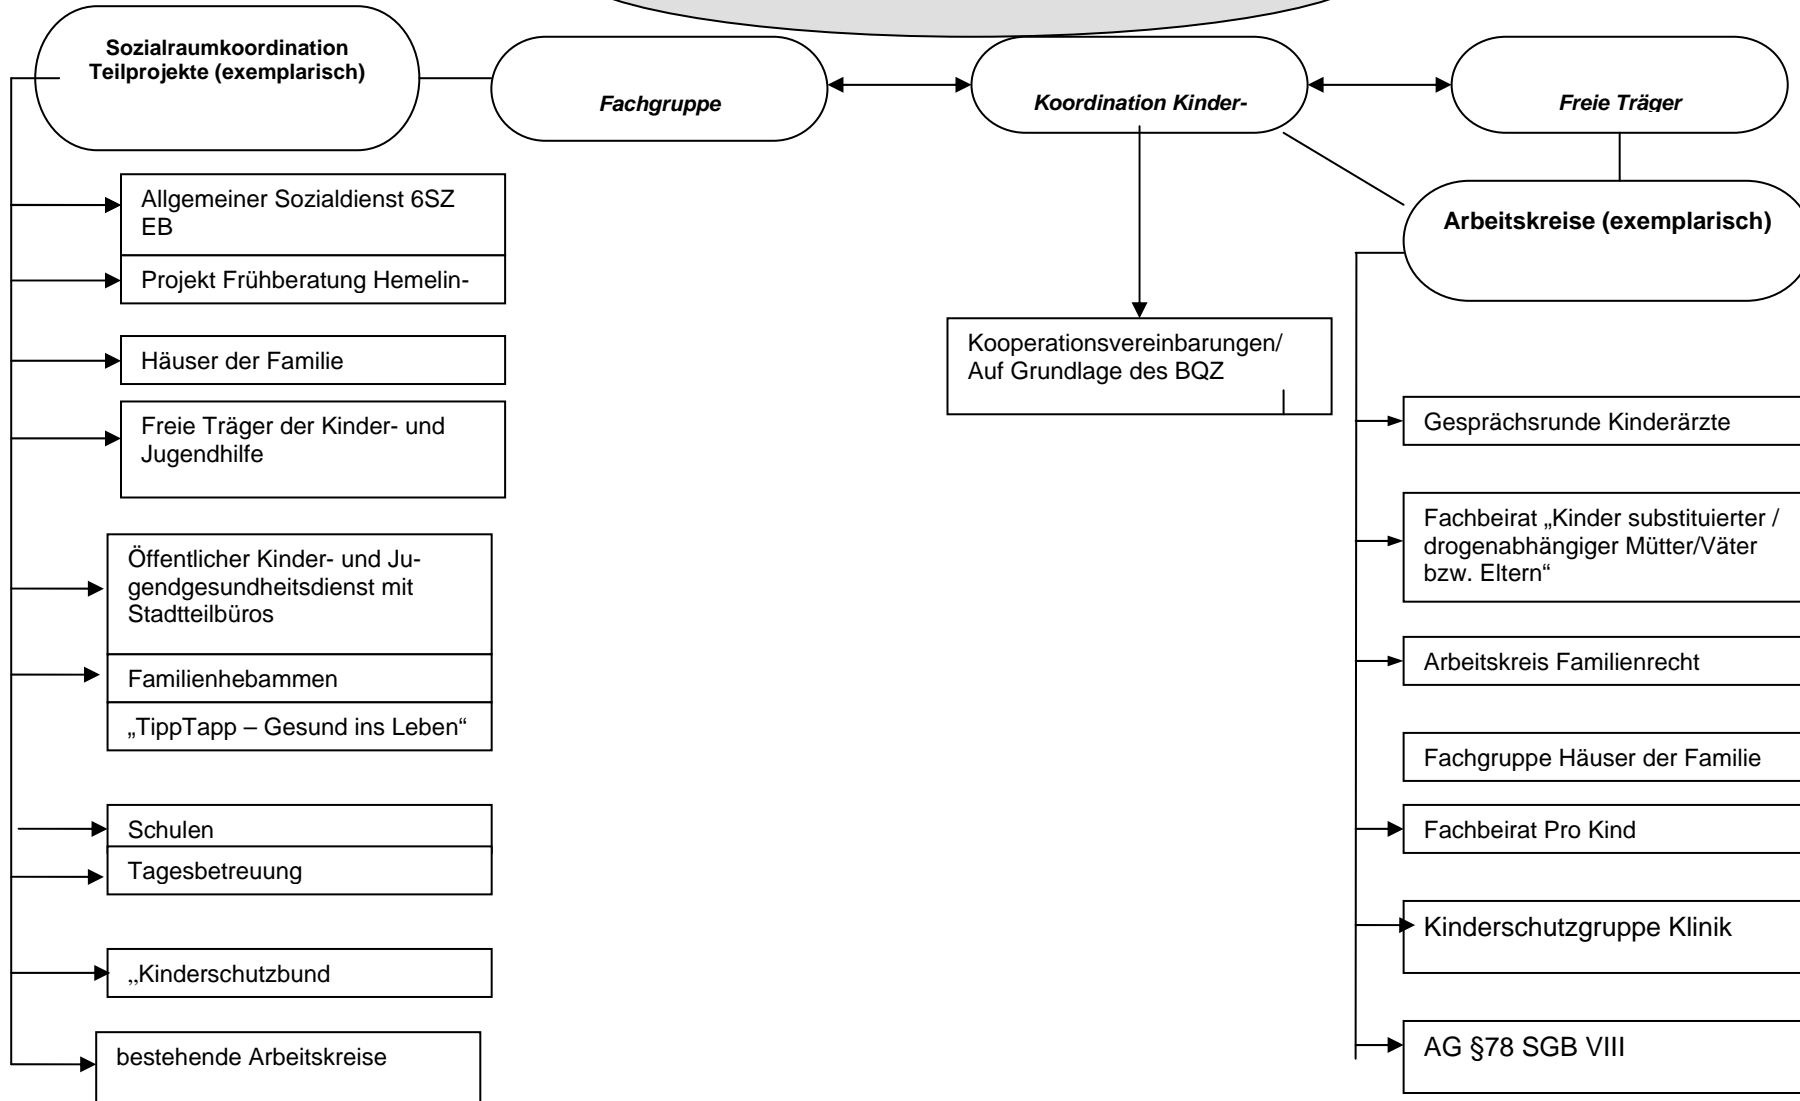 Sozialraumkoordination
Teilprojekte (exemplarisch)
Fachgruppe
Koordination Kinder-
Freie Träger
Allgemeiner Sozialdienst 6SZ
EB
Projekt Frühberatung Hemelin-
Häuser der Familie
Freie Träger der Kinder- und
Jugendhilfe
Öffentlicher Kinder- und Ju-
gendgesundheitsdienst mit
Stadtteilbüros
Familienhebammen
„TippTapp – Gesund ins Leben“
Schulen
Tagesbetreuung
„Kinderschutzbund
bestehende Arbeitskreise
Kooperationsvereinbarungen/
Auf Grundlage des BQZ
Arbeitskreise (exemplarisch)
Gesprächsrunde Kinderärzte
Fachbeirat „Kinder substituierter /
drogenabhängiger Mütter/Väter
bzw. Eltern“
Arbeitskreis Familienrecht
Fachgruppe Häuser der Familie
Fachbeirat Pro Kind
Kinderschutzgruppe Klinik
AG §78 SGB VIII